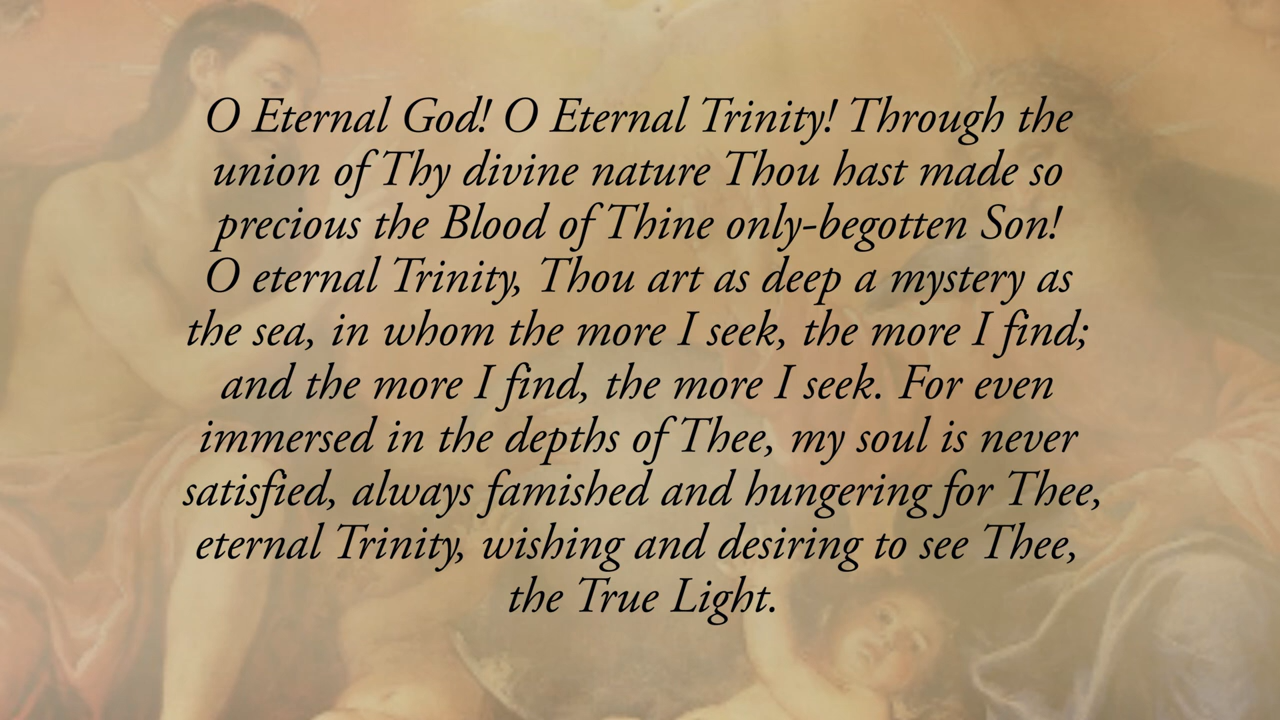 O Eternal God! O Eternal Trinity! Through the
union of Thy divine nature Thou hast made so
precious the Blood of Thine only-begotten Son!
O eternal Trinity, Thou art as deep a mystery as
the sea, in whom the more I seek, the more I find;
and the more I find, the more I seek. For even
immersed in the depths of Thee, my soul is never
satisfied, always famished and hungering for Thee,
eternal Trinity, wishing and desiring to see Thee,
the True Light.